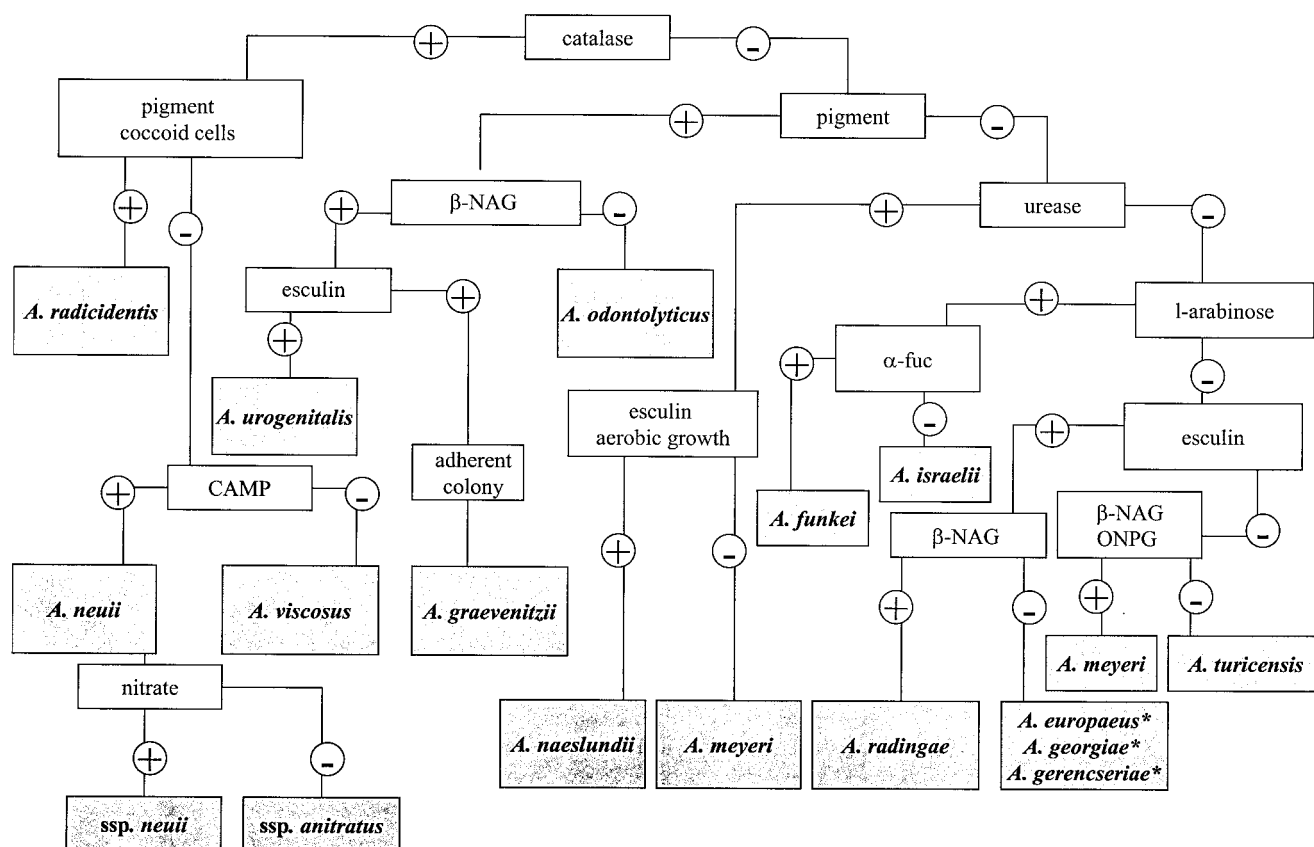 catalase
+
-
pigment
coccoid cells
pigment
+
-
β-NAG
urease
+
-
+
-
+
-
esculin
A. radicidentis
+
A. odontolyticus
+
l-arabinose
+
α-fuc
+
-
-
A. urogenitalis
esculin
aerobic growth
esculin
+
adherent
colony
A. israelii
CAMP
+
-
A. funkei
β-NAG
β-NAG
ONPG
-
+
-
A. neuii
A. viscosus
A. graevenitzii
+
-
+
-
A. meyeri
A. turicensis
nitrate
A. naeslundii
A. meyeri
A. radingae
A. europaeus*
A. georgiae*
A. gerencseriae*
+
-
ssp. neuii
ssp. anitratus